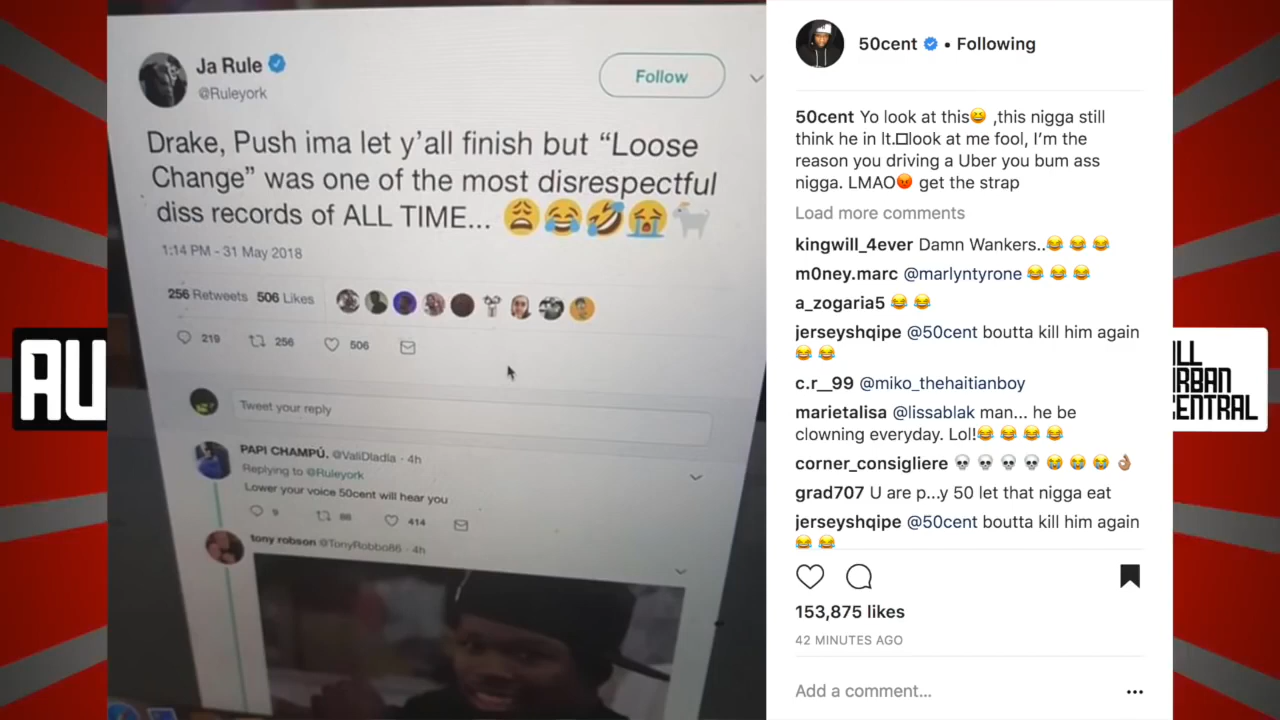 Ja Rule
@Ruleyork
Follow
Drake, Push ima let y'all finish but "Loose
Change" was one of the most disrespectful
diss records of ALL TIME... 😩😂🤣😭🐐
1:14 PM - 31 May 2018
256 Retweets 506 Likes
219 256 506
Tweet your reply
PAPI CHAMPÚ. @ValiDladla · 4h
Replying to @Ruleyork
Lower your voice 50cent will hear you
9 88 414
tony robson @TonyRobbo86 · 4h
AU
50cent • Following
50cent Yo look at this😆 ,this nigga still
think he in lt.□look at me fool, I'm the
reason you driving a Uber you bum ass
nigga. LMAO😡 get the strap
Load more comments
kingwill_4ever Damn Wankers..😂 😂 😂
m0ney.marc @marlyntyrone 😂 😂 😂
a_zogaria5 😂 😂
jerseyshqipe @50cent boutta kill him again
😂 😂
c.r__99 @miko_thehaitianboy
marietalisa @lissablak man... he be
clowning everyday. Lol!😂 😂 😂 😂
corner_consigliere 💀 💀 💀 💀 😭 😭 😭 👌🏽
grad707 U are p...y 50 let that nigga eat
jerseyshqipe @50cent boutta kill him again
😂 😂
153,875 likes
42 MINUTES AGO
Add a comment...
LL
RBAN
ENTRAL